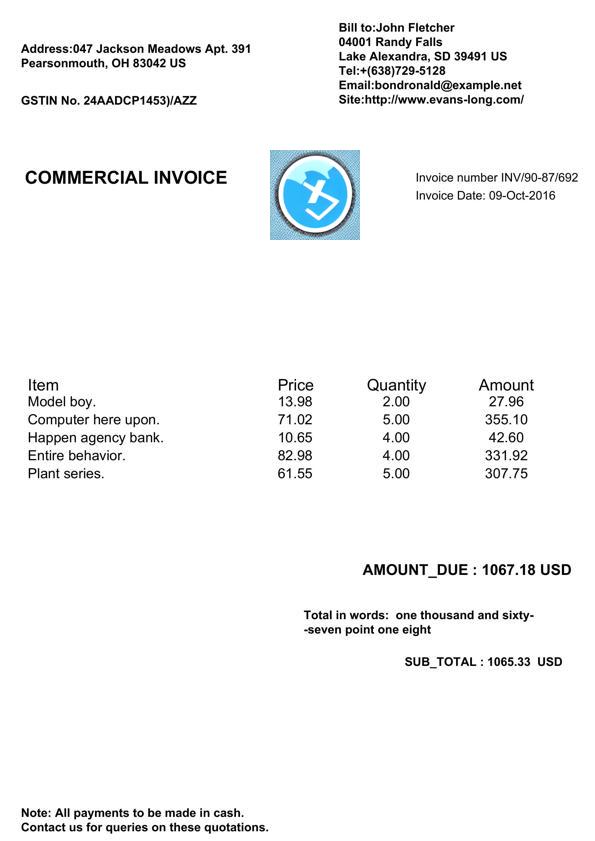 Address:047 Jackson Meadows Apt. 391
Pearsonmouth, OH 83042 US
GSTIN No. 24AADCP1453)/AZZ
Bill to:John Fletcher
04001 Randy Falls
Lake Alexandra, SD 39491 US
Tel:+(638)729-5128
Email:bondronald@example.net
Site:http://www.evans-long.com/
COMMERCIAL INVOICE
Invoice number INV/90-87/692
Invoice Date: 09-Oct-2016
Item Price Quantity Amount
Model boy. 13.98 2.00 27.96
Computer here upon. 71.02 5.00 355.10
Happen agency bank. 10.65 4.00 42.60
Entire behavior. 82.98 4.00 331.92
Plant series. 61.55 5.00 307.75
AMOUNT_DUE : 1067.18 USD
Total in words: one thousand and sixty-
-seven point one eight
SUB_TOTAL : 1065.33 USD
Note: All payments to be made in cash.
Contact us for queries on these quotations.